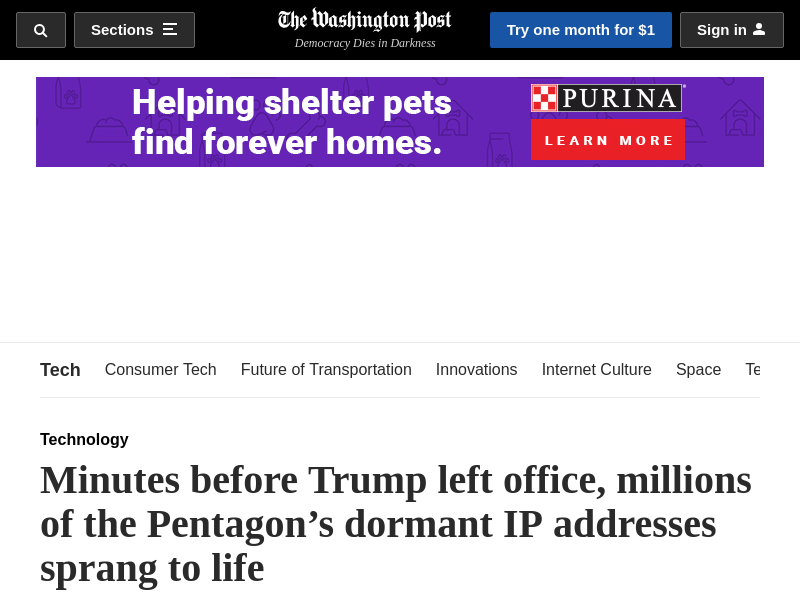 Sections
The Washington Post
Democracy Dies in Darkness
Try one month for $1
Sign in
Helping shelter pets
find forever homes.
PURINA
LEARN MORE
Tech Consumer Tech Future of Transportation Innovations Internet Culture Space Te
Technology
Minutes before Trump left office, millions
of the Pentagon’s dormant IP addresses
sprang to life